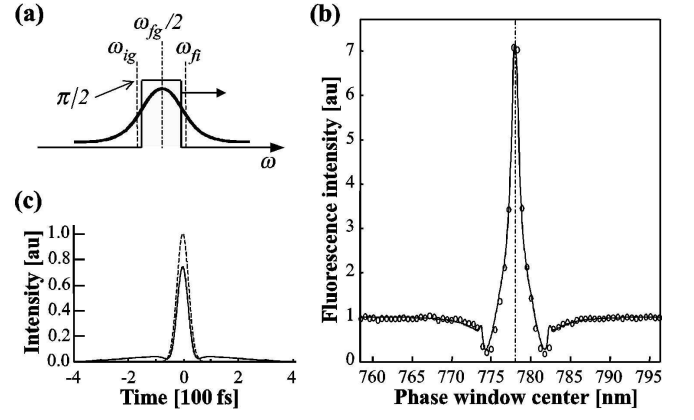 (a)
ω_fg/2
ω_ig
ω_fi
π/2
ω
(b)
Fluorescence intensity [au]
7
6
5
4
3
2
1
0
760 765 770 775 780 785 790 795
Phase window center [nm]
(c)
Intensity [au]
1.0
0.8
0.6
0.4
0.2
0
-4 -2 0 2 4
Time [100 fs]